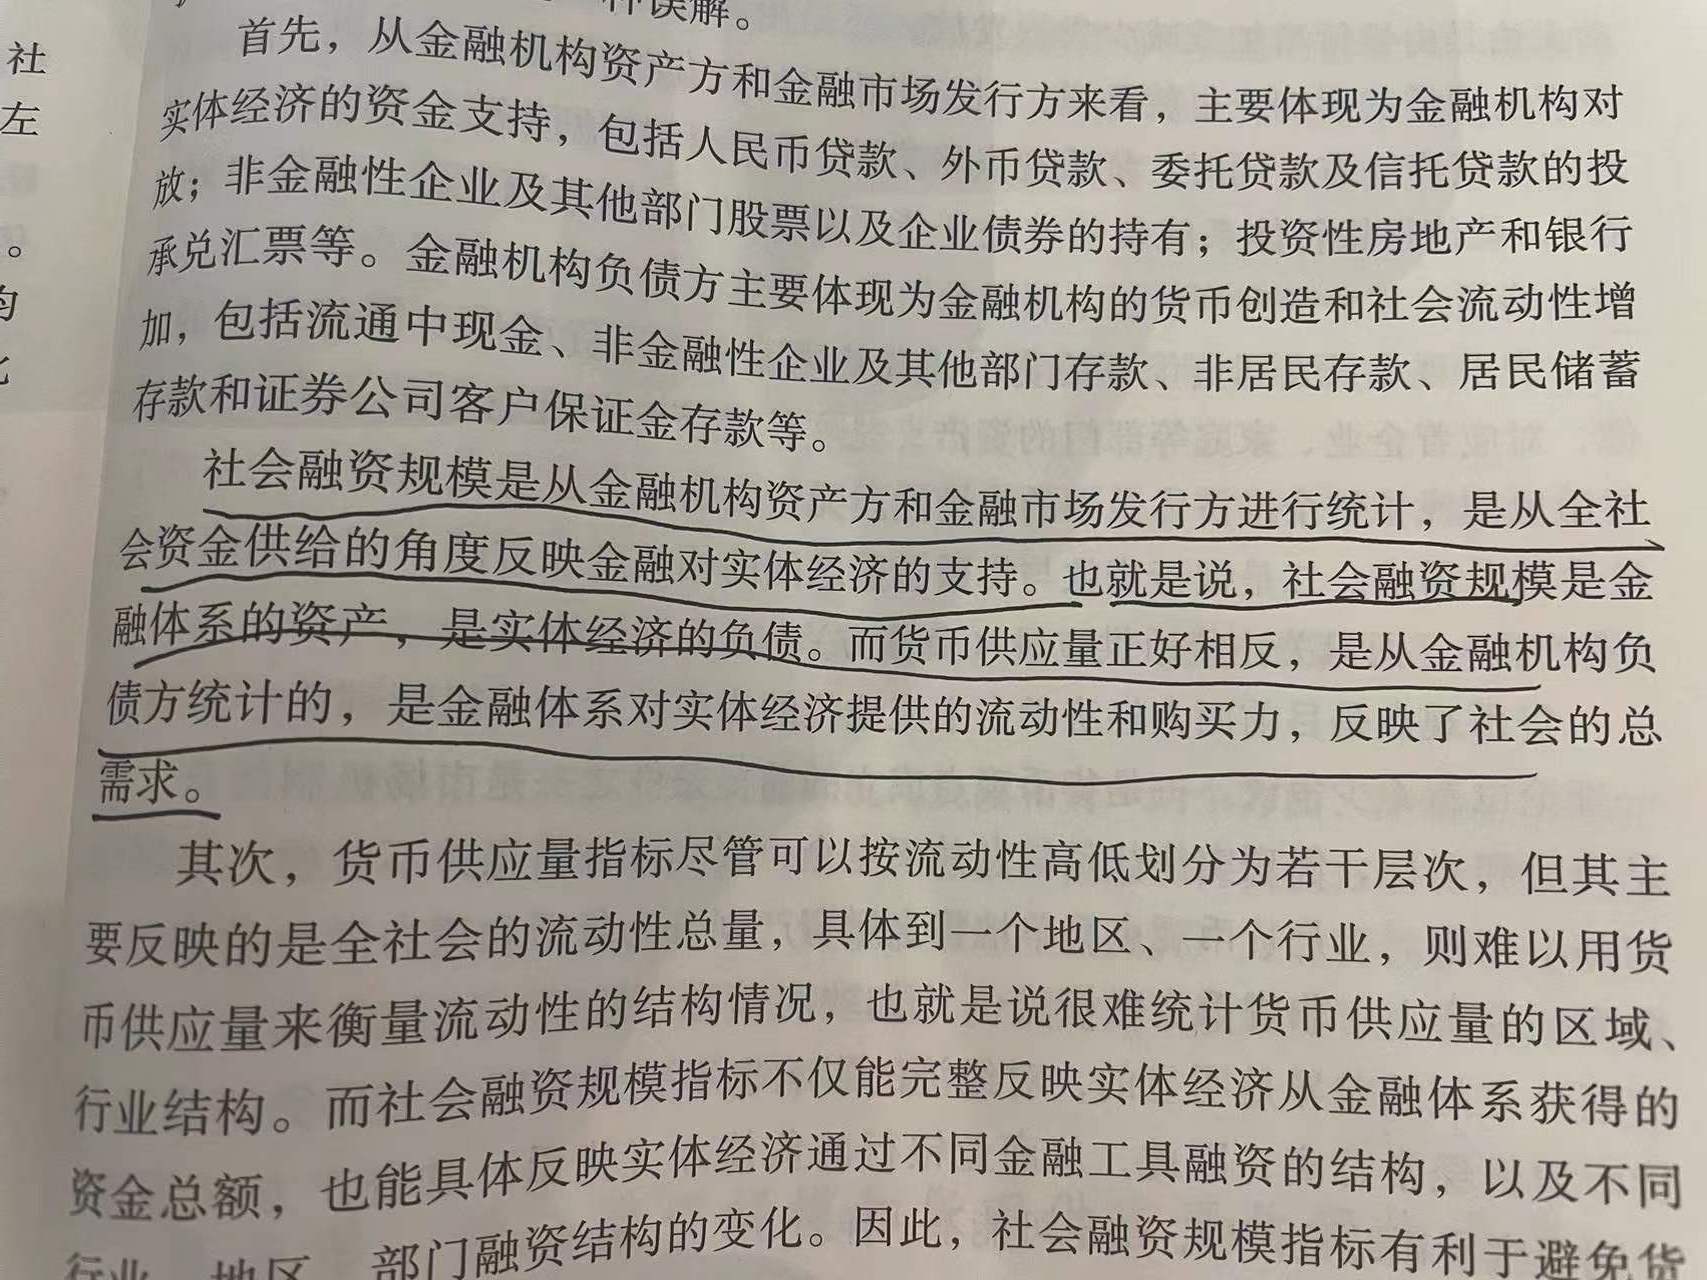 社
左
。
种误解。
首先，从金融机构资产方和金融市场发行方来看，主要体现为金融机构对
实体经济的资金支持，包括人民币贷款、外币贷款、委托贷款及信托贷款的投
放；非金融性企业及其他部门股票以及企业债券的持有；投资性房地产和银行
承兑汇票等。金融机构负债方主要体现为金融机构的货币创造和社会流动性增
加，包括流通中现金、非金融性企业及其他部门存款、非居民存款、居民储蓄
存款和证券公司客户保证金存款等。
社会融资规模是从金融机构资产方和金融市场发行方进行统计，是从全社
会资金供给的角度反映金融对实体经济的支持。也就是说，社会融资规模是金
融体系的资产，是实体经济的负债。而货币供应量正好相反，是从金融机构负
债方统计的，是金融体系对实体经济提供的流动性和购买力，反映了社会的总
需求。
其次，货币供应量指标尽管可以按流动性高低划分为若干层次，但其主
要反映的是全社会的流动性总量，具体到一个地区、一个行业，则难以用货
币供应量来衡量流动性的结构情况，也就是说很难统计货币供应量的区域、
行业结构。而社会融资规模指标不仅能完整反映实体经济从金融体系获得的
资金总额，也能具体反映实体经济通过不同金融工具融资的结构，以及不同
行业、地区、部门融资结构的变化。因此，社会融资规模指标有利于避免货